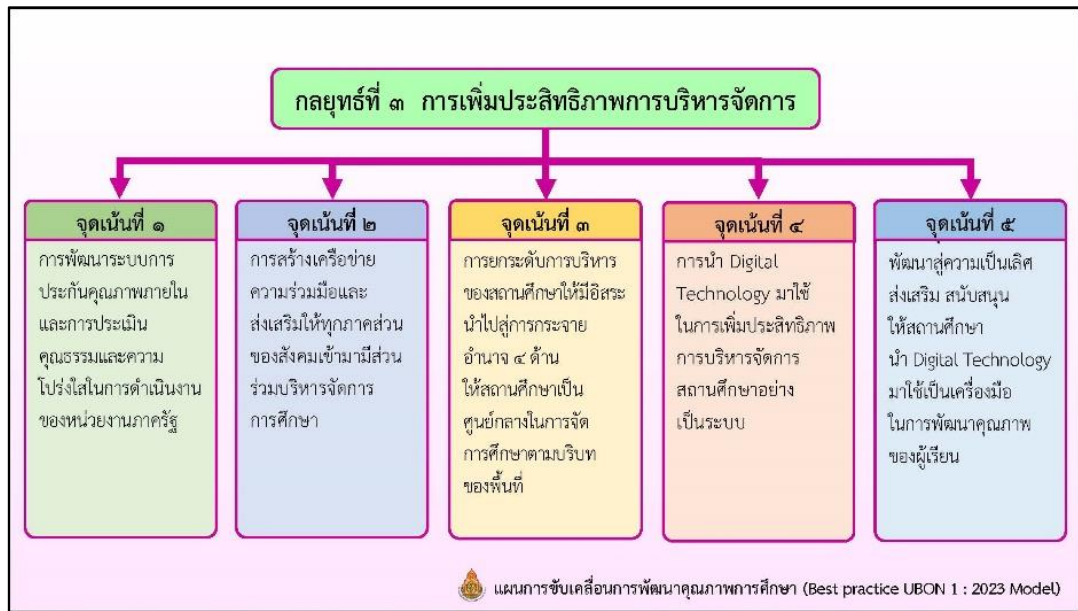 กลยุทธ์ที่ ๓ การเพิ่มประสิทธิภาพการบริหารจัดการ
จุดเน้นที่ ๑
การพัฒนาระบบการ
ประกันคุณภาพภายใน
และการประเมิน
คุณธรรมและความ
โปร่งใสในการดำเนินงาน
ของหน่วยงานภาครัฐ
จุดเน้นที่ ๒
การสร้างเครือข่าย
ความร่วมมือและ
ส่งเสริมให้ทุกภาคส่วน
ของสังคมเข้ามามีส่วน
ร่วมบริหารจัดการ
การศึกษา
จุดเน้นที่ ๓
การยกระดับการบริหาร
ของสถานศึกษาให้มีอิสระ
นำไปสู่การกระจาย
อำนาจ ๔ ด้าน
ให้สถานศึกษาเป็น
ศูนย์กลางในการจัด
การศึกษาตามบริบท
ของพื้นที่
จุดเน้นที่ ๔
การนำ Digital
Technology มาใช้
ในการเพิ่มประสิทธิภาพ
การบริหารจัดการ
สถานศึกษาอย่าง
เป็นระบบ
จุดเน้นที่ ๕
พัฒนาสู่ความเป็นเลิศ
ส่งเสริม สนับสนุน
ให้สถานศึกษา
นำ Digital Technology
มาใช้เป็นเครื่องมือ
ในการพัฒนาคุณภาพ
ของผู้เรียน
แผนการขับเคลื่อนการพัฒนาคุณภาพการศึกษา (Best practice UBON 1 : 2023 Model)